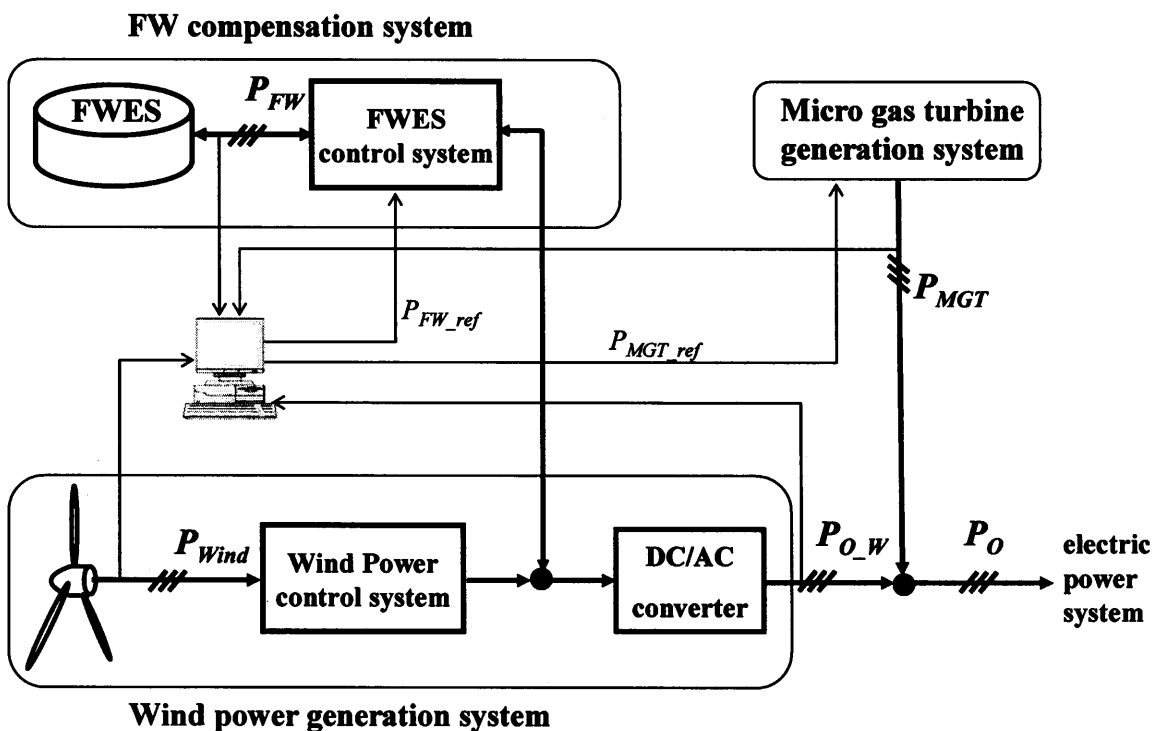 FW compensation system
FWES
P_FW
FWES
control system
Micro gas turbine
generation system
P_MGT
P_FW_ref
P_MGT_ref
P_Wind
Wind Power
control system
DC/AC
converter
P_O_W
P_O
electric
power
system
Wind power generation system